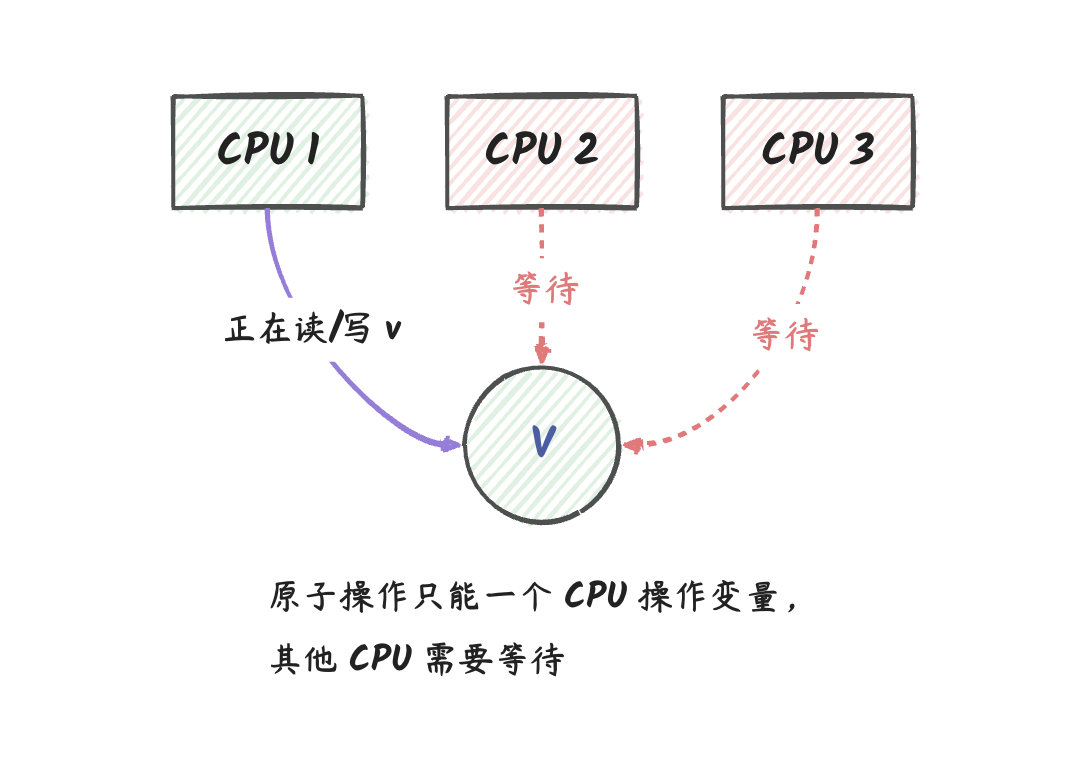 CPU 1
CPU 2
CPU 3
等待
正在读/写 v
等待
V
原子操作只能一个 CPU 操作变量，
其他 CPU 需要等待